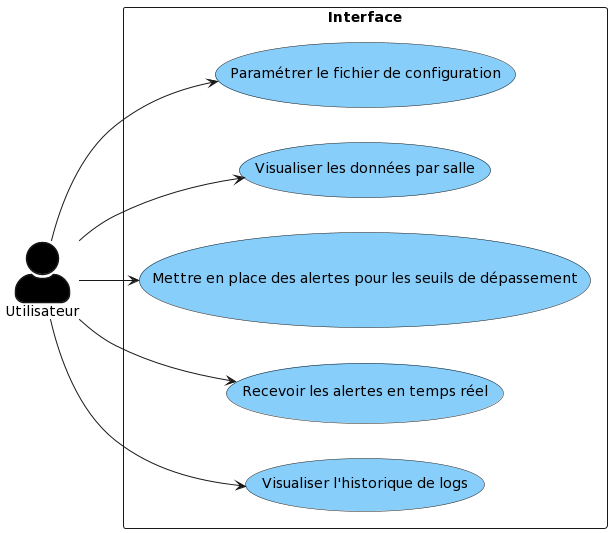 Interface
Paramétrer le fichier de configuration
Visualiser les données par salle
Mettre en place des alertes pour les seuils de dépassement
Utilisateur
Recevoir les alertes en temps réel
Visualiser l'historique de logs